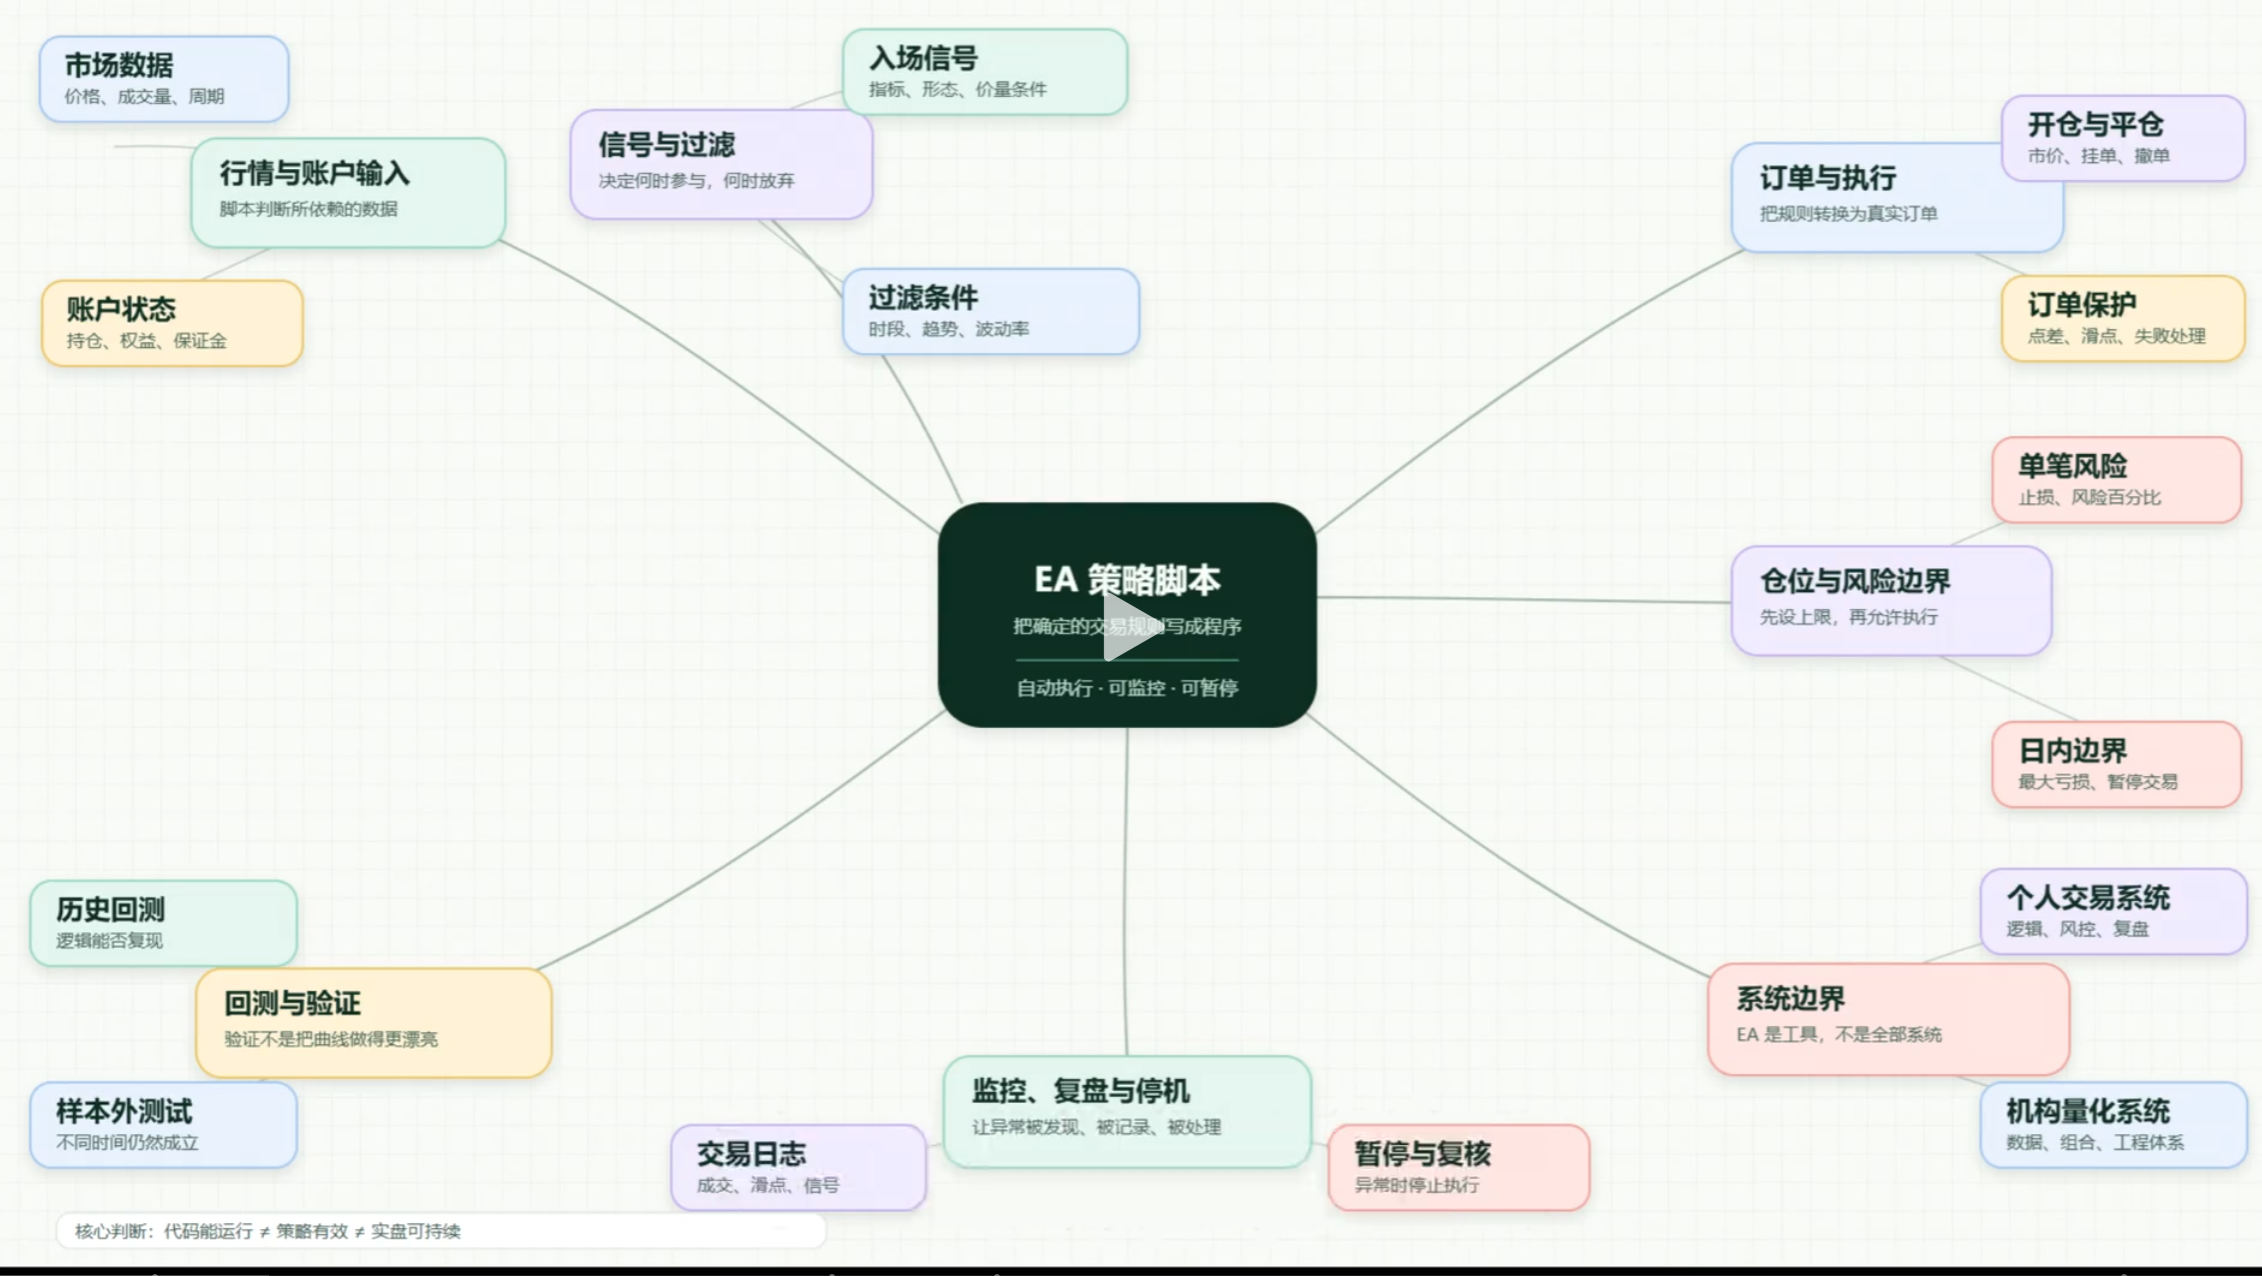 市场数据
价格、成交量、周期
行情与账户输入
脚本判断所依赖的数据
账户状态
持仓、权益、保证金
入场信号
指标、形态、价量条件
信号与过滤
决定何时参与，何时放弃
过滤条件
时段、趋势、波动率
开仓与平仓
市价、挂单、撤单
订单与执行
把规则转换为真实订单
订单保护
点差、滑点、失败处理
EA 策略脚本
把确定的交易规则写成程序
自动执行 · 可监控 · 可暂停
单笔风险
止损、风险百分比
仓位与风险边界
先设上限，再允许执行
日内边界
最大亏损、暂停交易
历史回测
逻辑能否复现
回测与验证
验证不是把曲线做得更漂亮
样本外测试
不同时间仍然成立
监控、复盘与停机
让异常被发现、被记录、被处理
交易日志
成交、滑点、信号
暂停与复核
异常时停止执行
个人交易系统
逻辑、风控、复盘
系统边界
EA 是工具，不是全部系统
机构量化系统
数据、组合、工程体系
核心判断：代码能运行 ≠ 策略有效 ≠ 实盘可持续